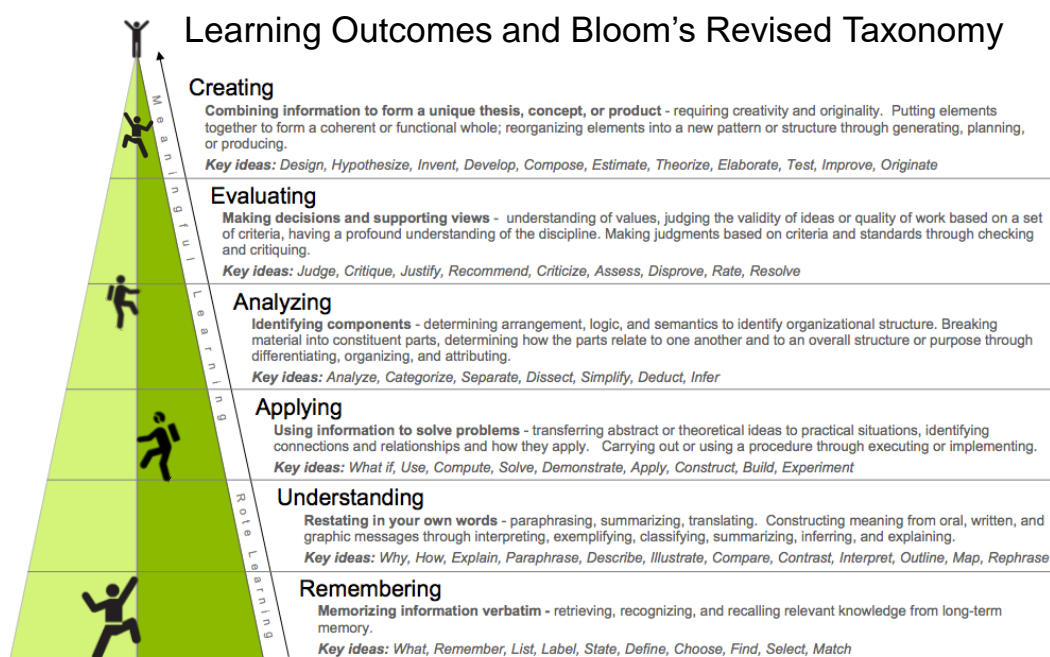 Learning Outcomes and Bloom's Revised Taxonomy
Creating
Combining information to form a unique thesis, concept, or product - requiring creativity and originality. Putting elements
together to form a coherent or functional whole; reorganizing elements into a new pattern or structure through generating, planning,
or producing.
Key ideas: Design, Hypothesize, Invent, Develop, Compose, Estimate, Theorize, Elaborate, Test, Improve, Originate
Evaluating
Making decisions and supporting views - understanding of values, judging the validity of ideas or quality of work based on a set
of criteria, having a profound understanding of the discipline. Making judgments based on criteria and standards through checking
and critiquing.
Key ideas: Judge, Critique, Justify, Recommend, Criticize, Assess, Disprove, Rate, Resolve
Analyzing
Identifying components - determining arrangement, logic, and semantics to identify organizational structure. Breaking
material into constituent parts, determining how the parts relate to one another and to an overall structure or purpose through
differentiating, organizing, and attributing.
Key ideas: Analyze, Categorize, Separate, Dissect, Simplify, Deduct, Infer
Applying
Using information to solve problems - transferring abstract or theoretical ideas to practical situations, identifying
connections and relationships and how they apply. Carrying out or using a procedure through executing or implementing.
Key ideas: What if, Use, Compute, Solve, Demonstrate, Apply, Construct, Build, Experiment
Understanding
Restating in your own words - paraphrasing, summarizing, translating. Constructing meaning from oral, written, and
graphic messages through interpreting, exemplifying, classifying, summarizing, inferring, and explaining.
Key ideas: Why, How, Explain, Paraphrase, Describe, Illustrate, Compare, Contrast, Interpret, Outline, Map, Rephrase
Remembering
Memorizing information verbatim - retrieving, recognizing, and recalling relevant knowledge from long-term
memory.
Key ideas: What, Remember, List, Label, State, Define, Choose, Find, Select, Match
Meaningful Learning
Rote Learning